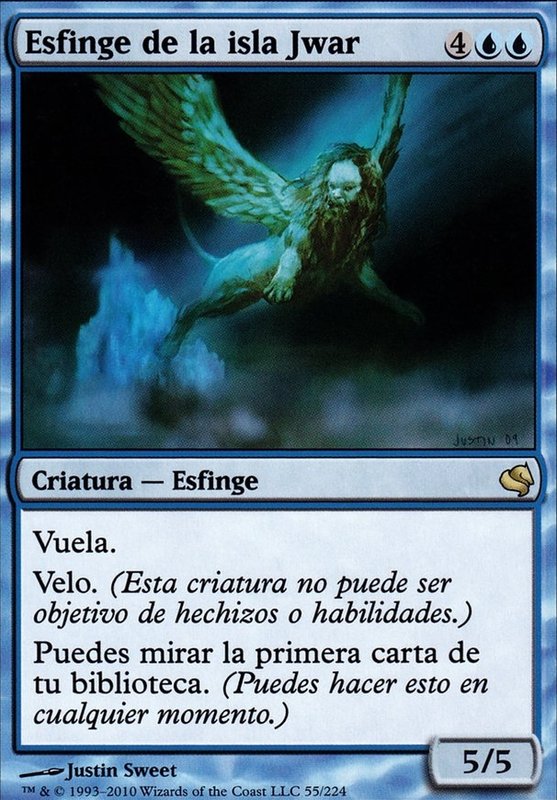 Esfinge de la isla Jwar 4
JUSTIN 09
Criatura — Esfinge
Vuela.
Velo. (Esta criatura no puede ser
objetivo de hechizos o habilidades.)
Puedes mirar la primera carta de
tu biblioteca. (Puedes hacer esto en
cualquier momento.)
5/5
Justin Sweet
™ & © 1993–2010 Wizards of the Coast LLC 55/224